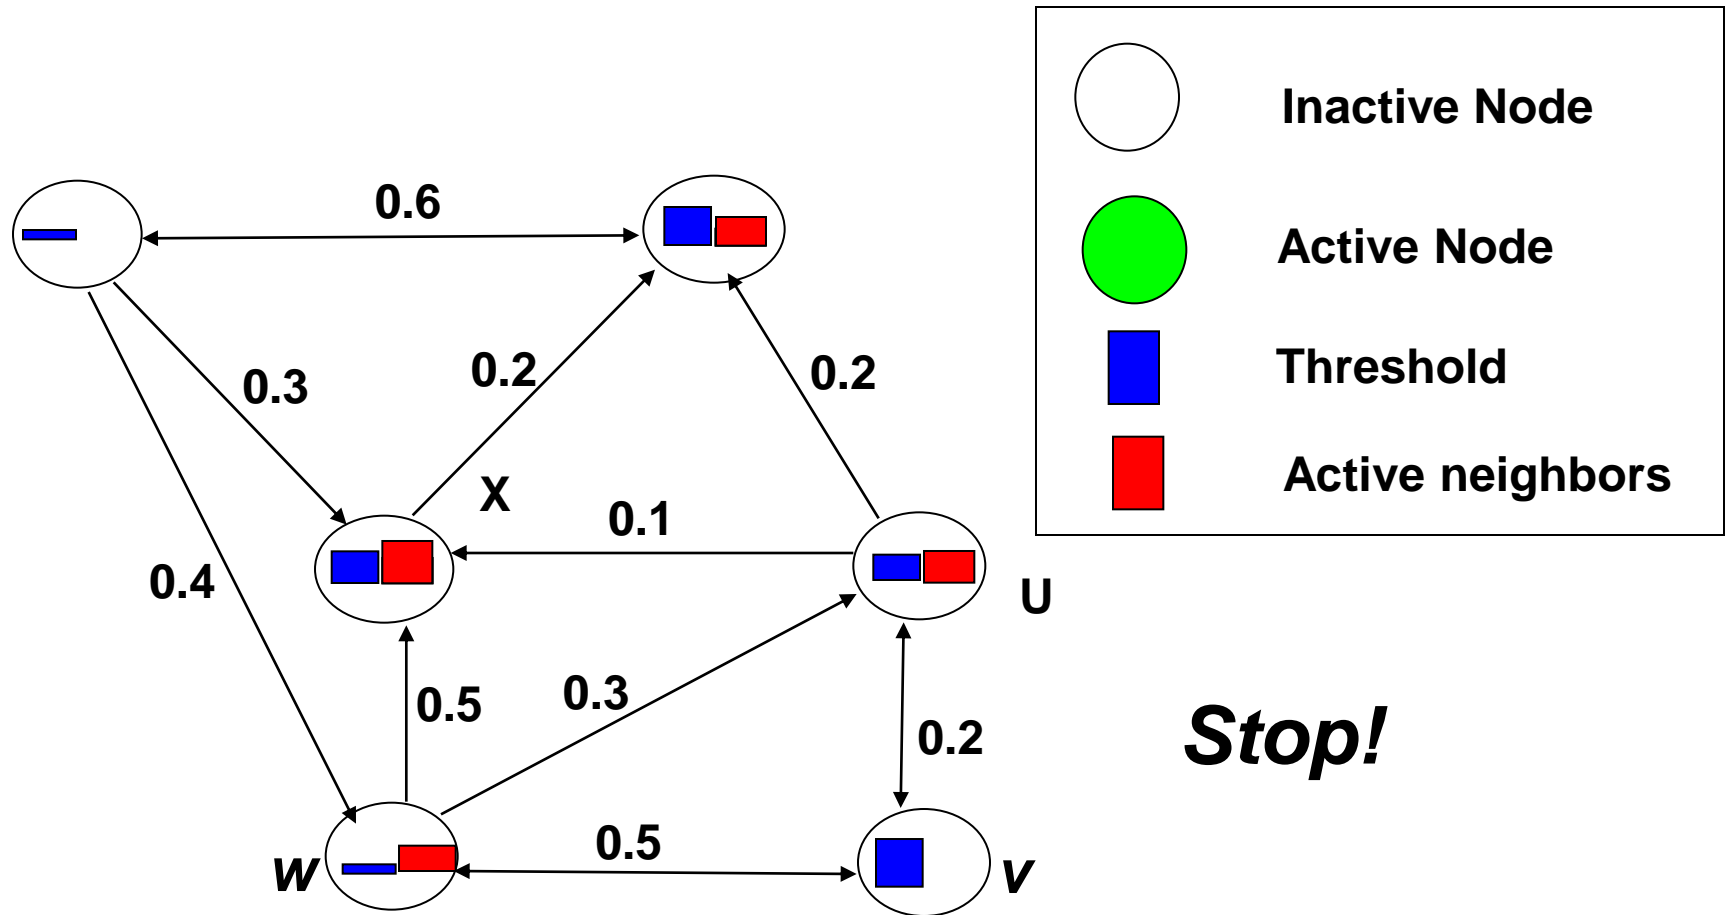 Inactive Node
Active Node
Threshold
Active neighbors
0.6
0.3
0.2
0.2
X
0.1
0.4
U
0.5
0.3
0.2
Stop!
w
0.5
v